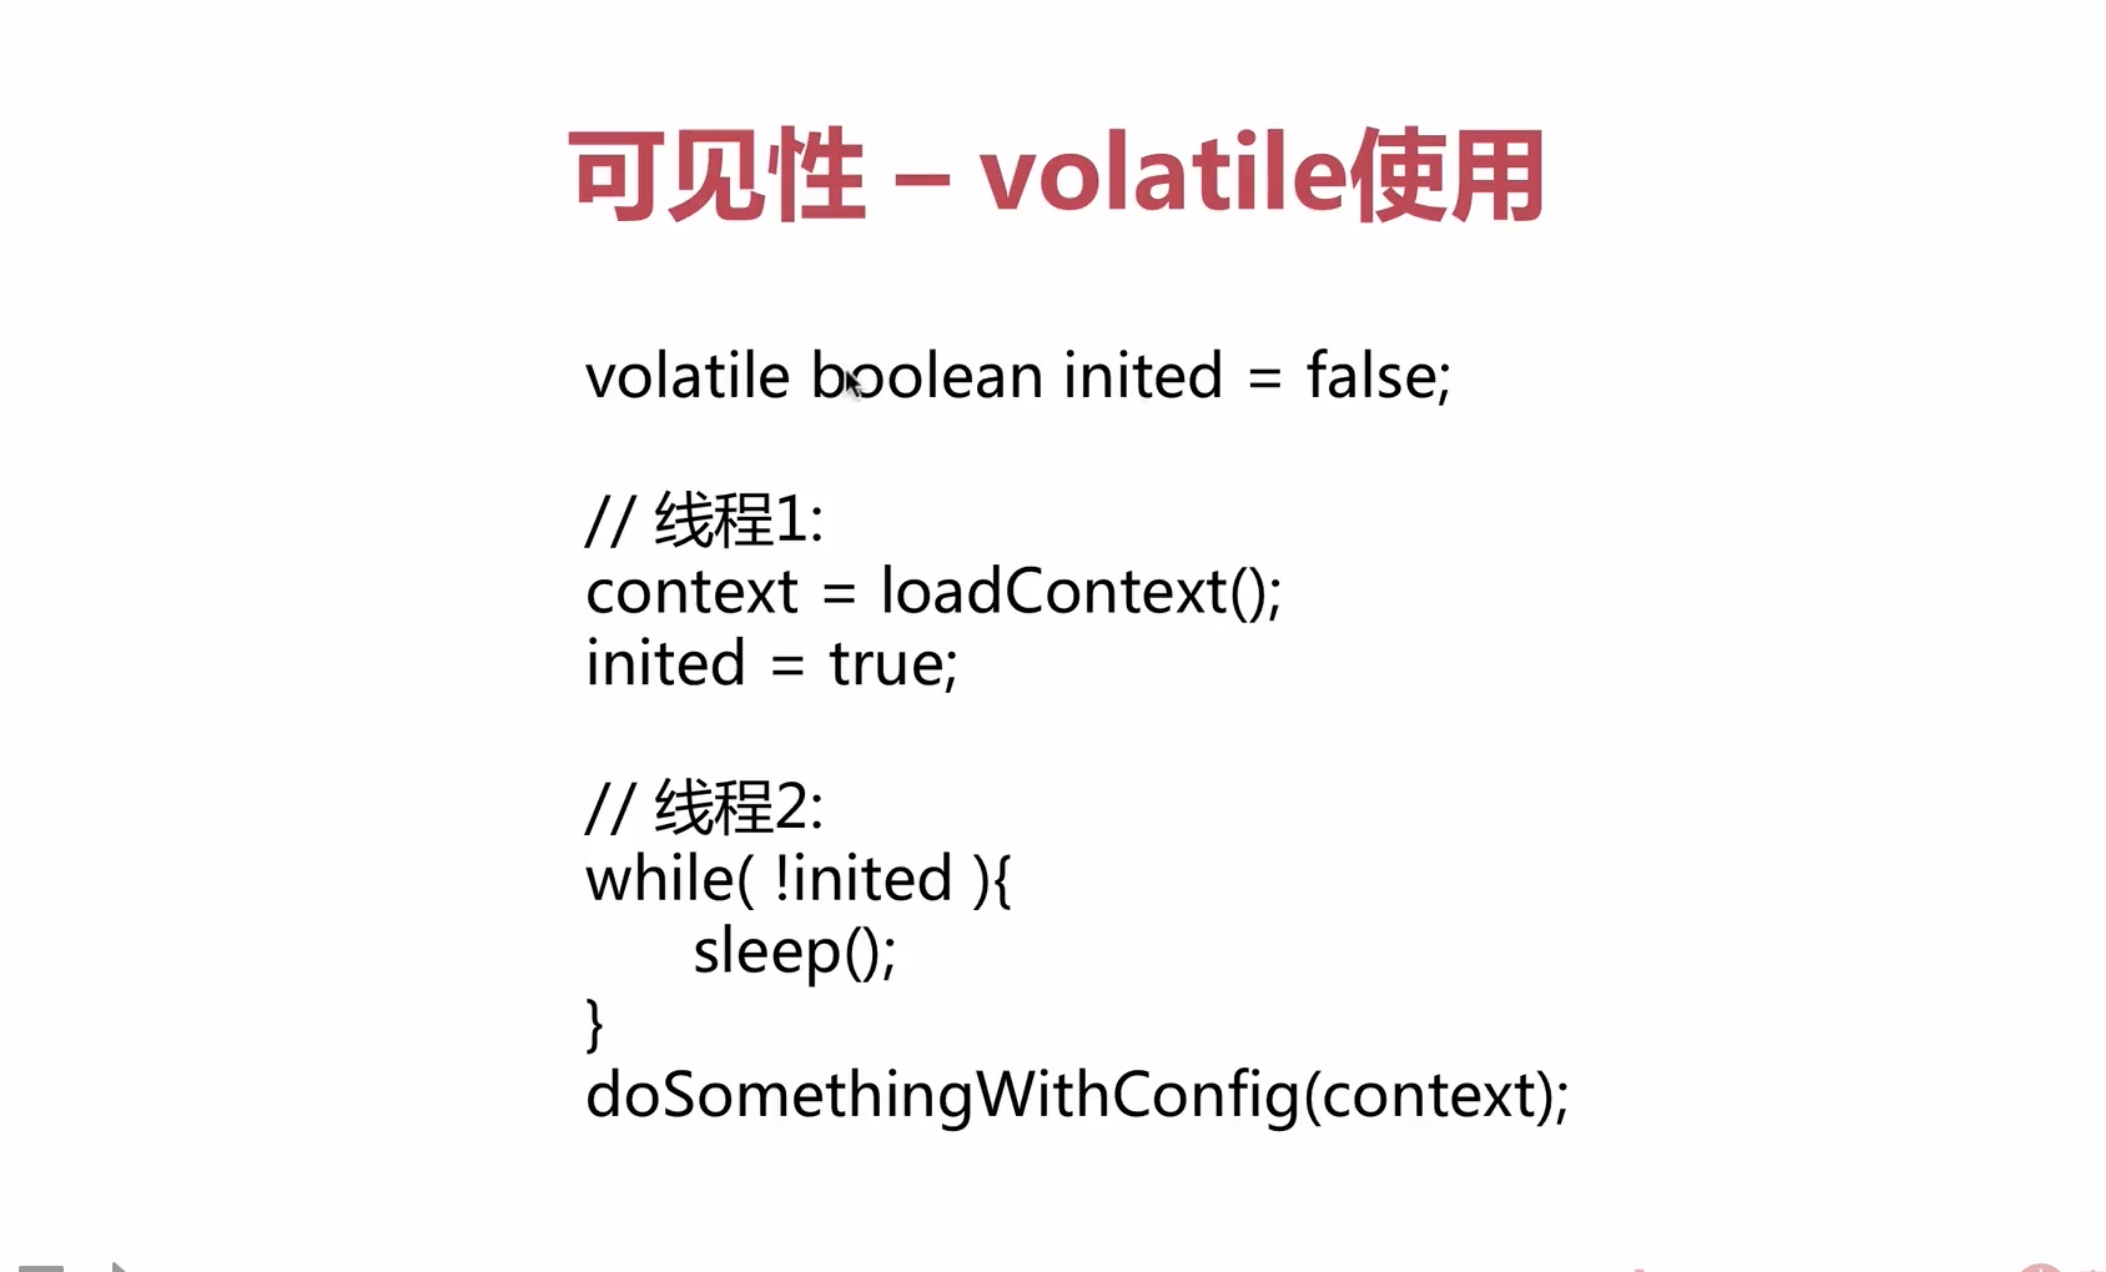 可见性 – volatile使用
volatile boolean inited = false;
// 线程1:
context = loadContext();
inited = true;
// 线程2:
while( !inited ){
sleep();
}
doSomethingWithConfig(context);